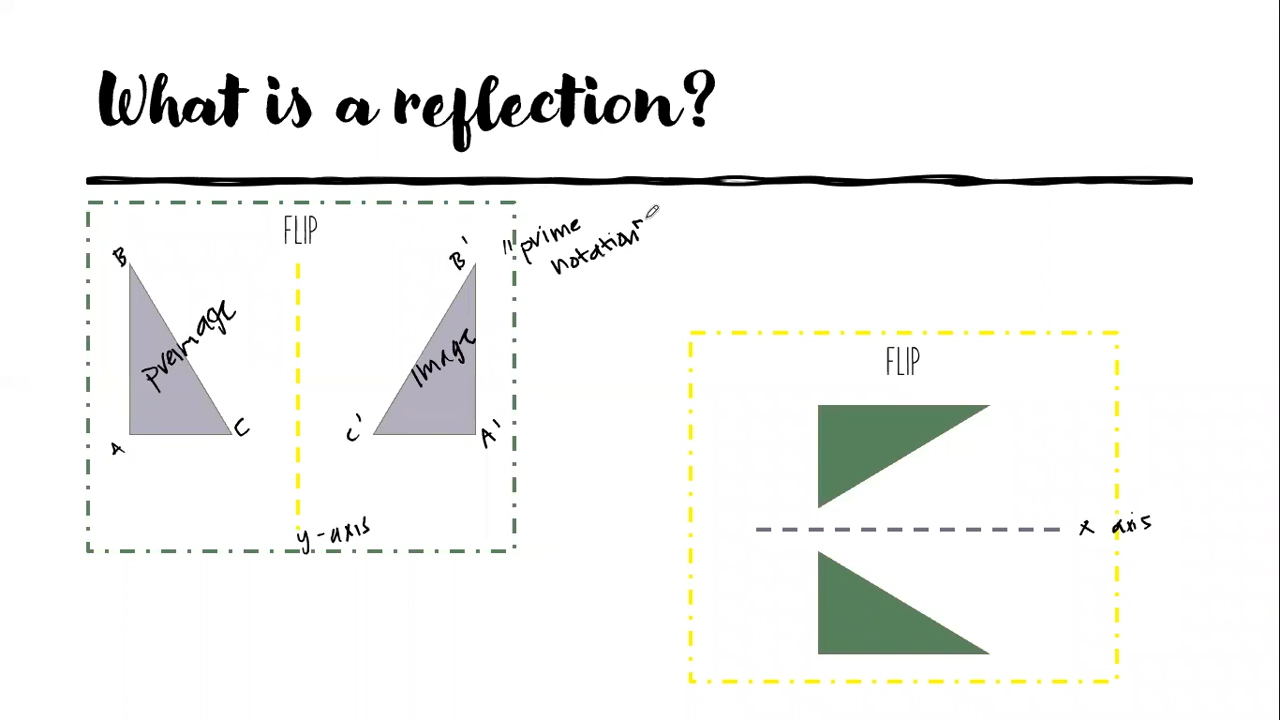 What is a reflection?
FLIP
B
B'
"prime
notation"
preimage
image
A
C
C'
A'
y-axis
FLIP
x axis